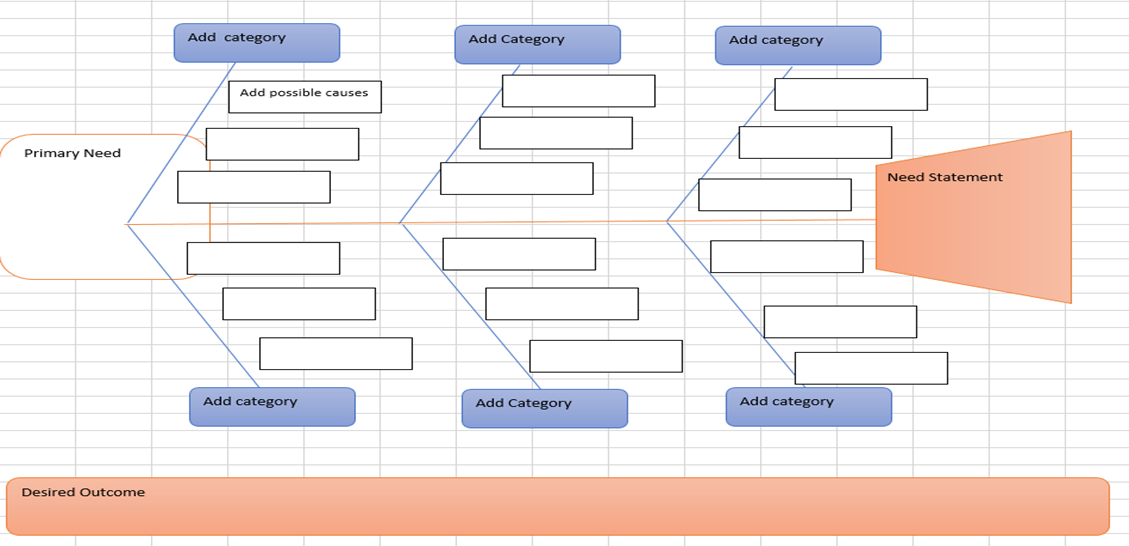 Add  category
Add Category
Add category
Add possible causes
Primary Need
Need Statement
Add category
Add Category
Add category
Desired Outcome